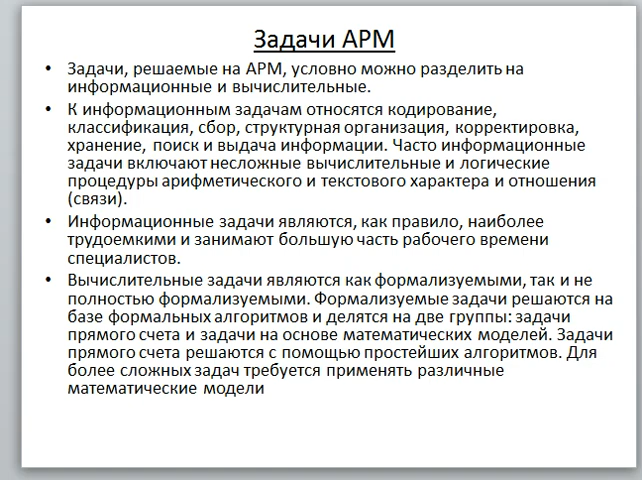 Задачи АРМ
• Задачи, решаемые на АРМ, условно можно разделить на
информационные и вычислительные.
• К информационным задачам относятся кодирование,
классификация, сбор, структурная организация, корректировка,
хранение, поиск и выдача информации. Часто информационные
задачи включают несложные вычислительные и логические
процедуры арифметического и текстового характера и отношения
(связи).
• Информационные задачи являются, как правило, наиболее
трудоемкими и занимают большую часть рабочего времени
специалистов.
• Вычислительные задачи являются как формализуемыми, так и не
полностью формализуемыми. Формализуемые задачи решаются на
базе формальных алгоритмов и делятся на две группы: задачи
прямого счета и задачи на основе математических моделей. Задачи
прямого счета решаются с помощью простейших алгоритмов. Для
более сложных задач требуется применять различные
математические модели